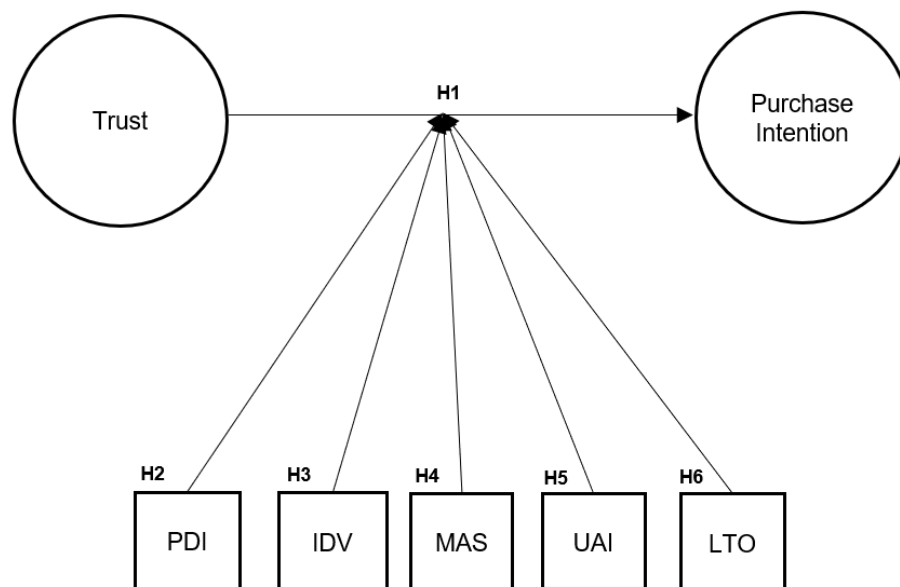 H1
Trust
Purchase
Intention
H2
H3
H4
H5
H6
PDI
IDV
MAS
UAI
LTO